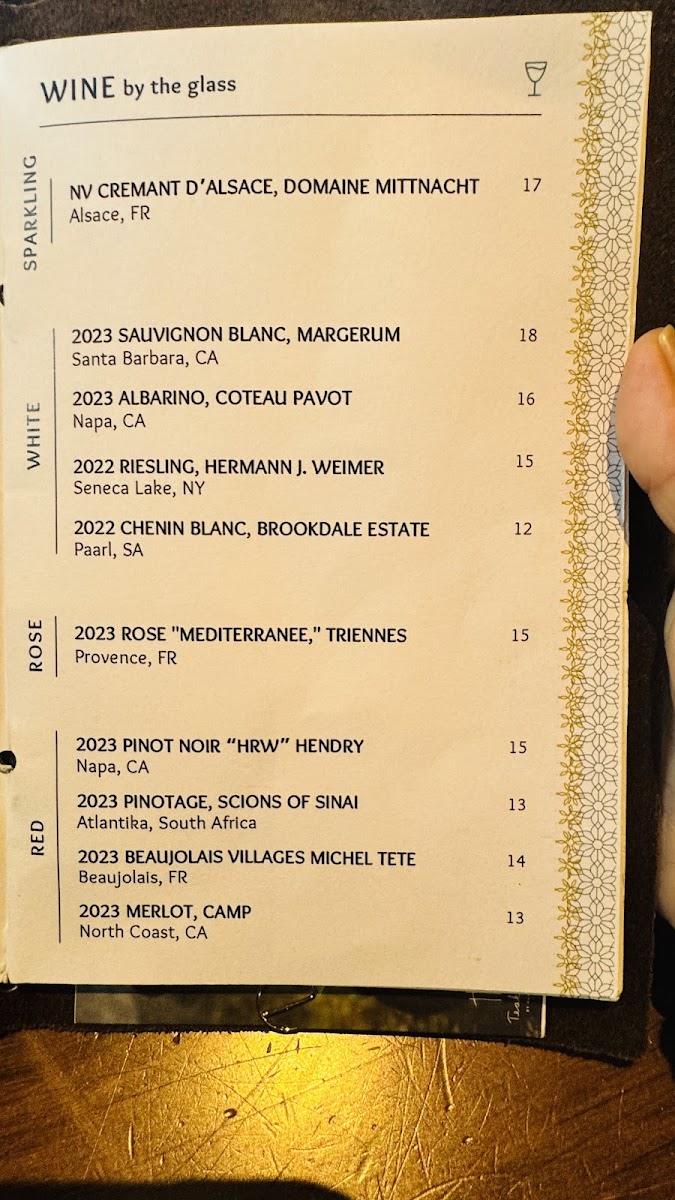 WINE by the glass
SPARKLING
NV CREMANT D'ALSACE, DOMAINE MITTNACHT 17
Alsace, FR
WHITE
2023 SAUVIGNON BLANC, MARGERUM 18
Santa Barbara, CA
2023 ALBARINO, COTEAU PAVOT 16
Napa, CA
2022 RIESLING, HERMANN J. WEIMER 15
Seneca Lake, NY
2022 CHENIN BLANC, BROOKDALE ESTATE 12
Paarl, SA
ROSE
2023 ROSE "MEDITERRANEE," TRIENNES 15
Provence, FR
RED
2023 PINOT NOIR “HRW” HENDRY 15
Napa, CA
2023 PINOTAGE, SCIONS OF SINAI 13
Atlantika, South Africa
2023 BEAUJOLAIS VILLAGES MICHEL TETE 14
Beaujolais, FR
2023 MERLOT, CAMP 13
North Coast, CA